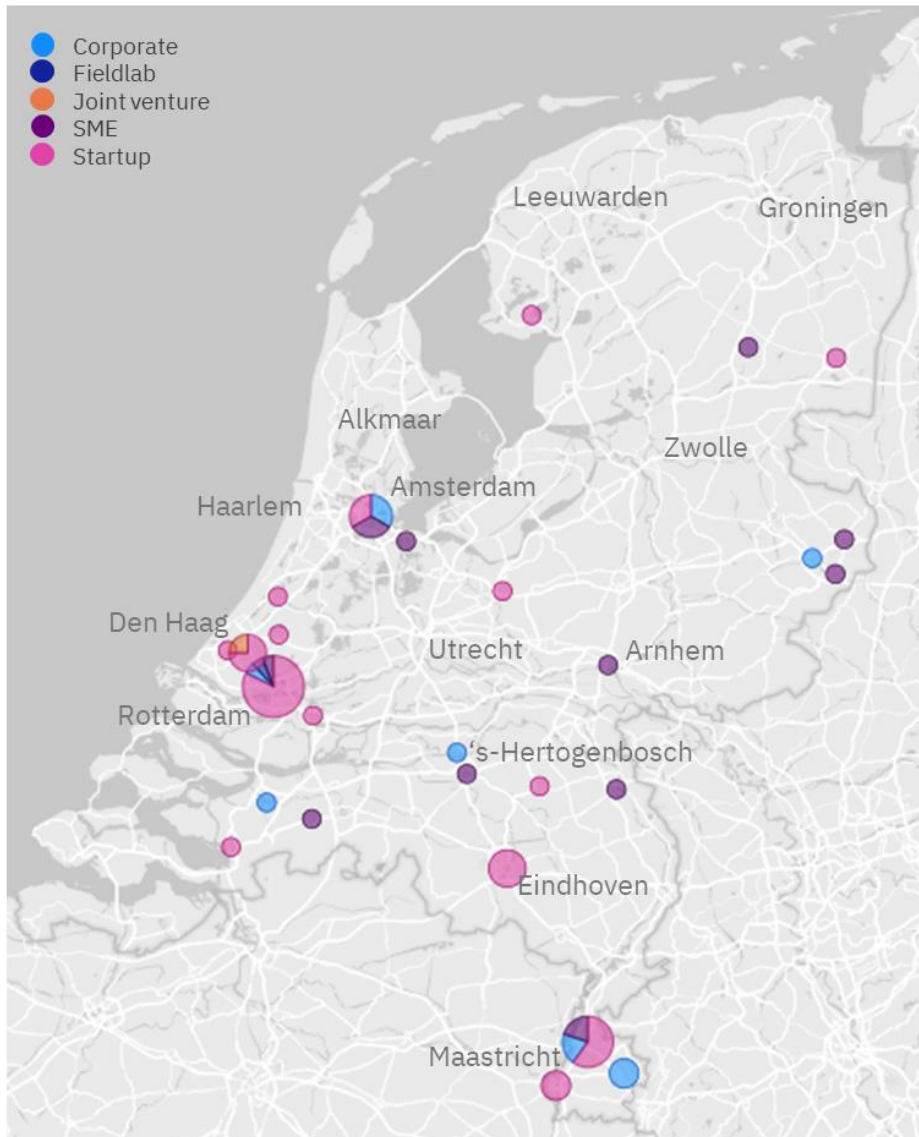 Corporate
Fieldlab
Joint venture
SME
Startup
Leeuwarden
Groningen
Alkmaar
Zwolle
Haarlem
Amsterdam
Den Haag
Utrecht
Arnhem
Rotterdam
‘s-Hertogenbosch
Eindhoven
Maastricht